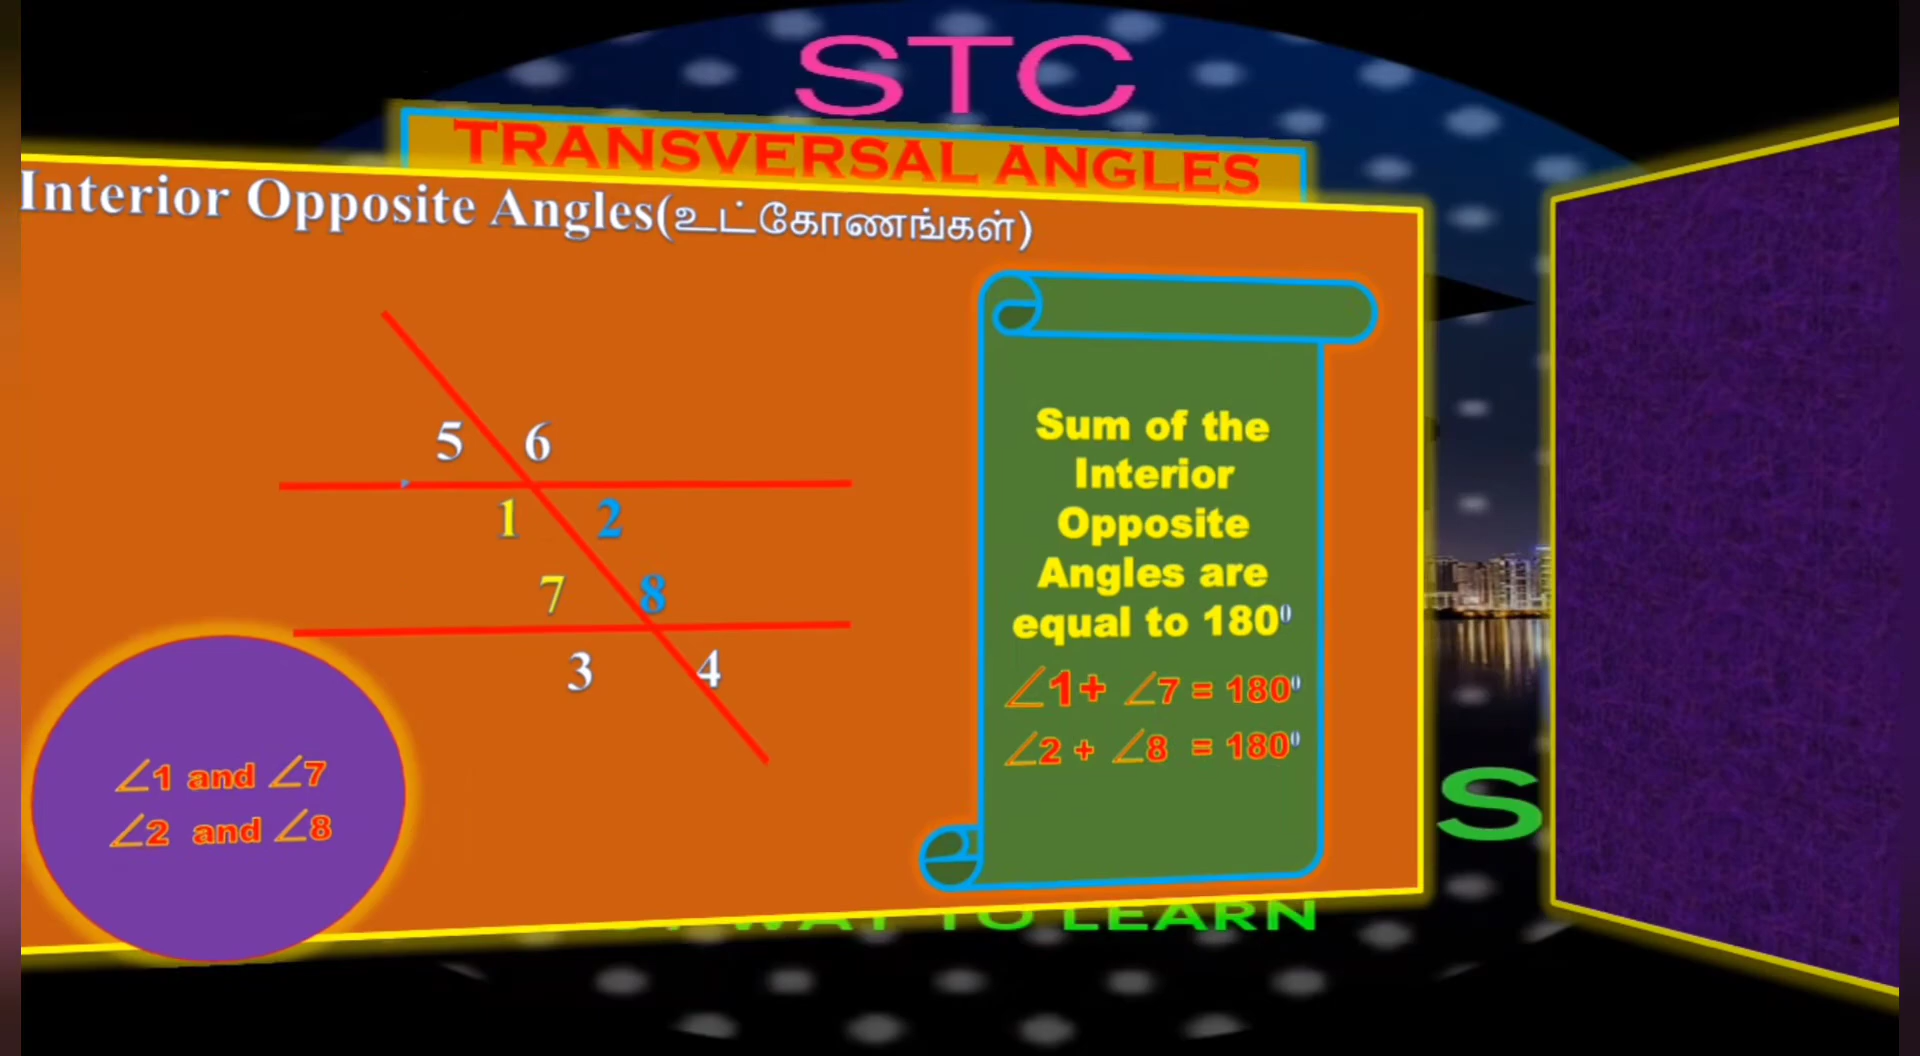 STC
TRANSVERSAL ANGLES
Interior Opposite Angles(உட்கோணங்கள்)
5 6
1 2
7 8
3 4
∠1 and ∠7
∠2 and ∠8
Sum of the
Interior
Opposite
Angles are
equal to 180⁰
∠1+ ∠7 = 180⁰
∠2 + ∠8 = 180⁰
S
WAY TO LEARN